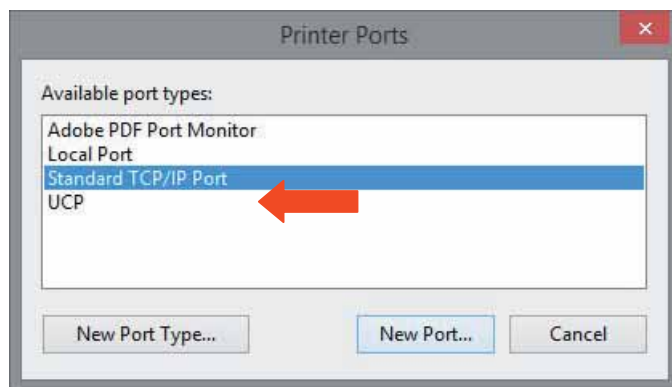 Printer Ports
Available port types:
Adobe PDF Port Monitor
Local Port
Standard TCP/IP Port
UCP
New Port Type... New Port... Cancel